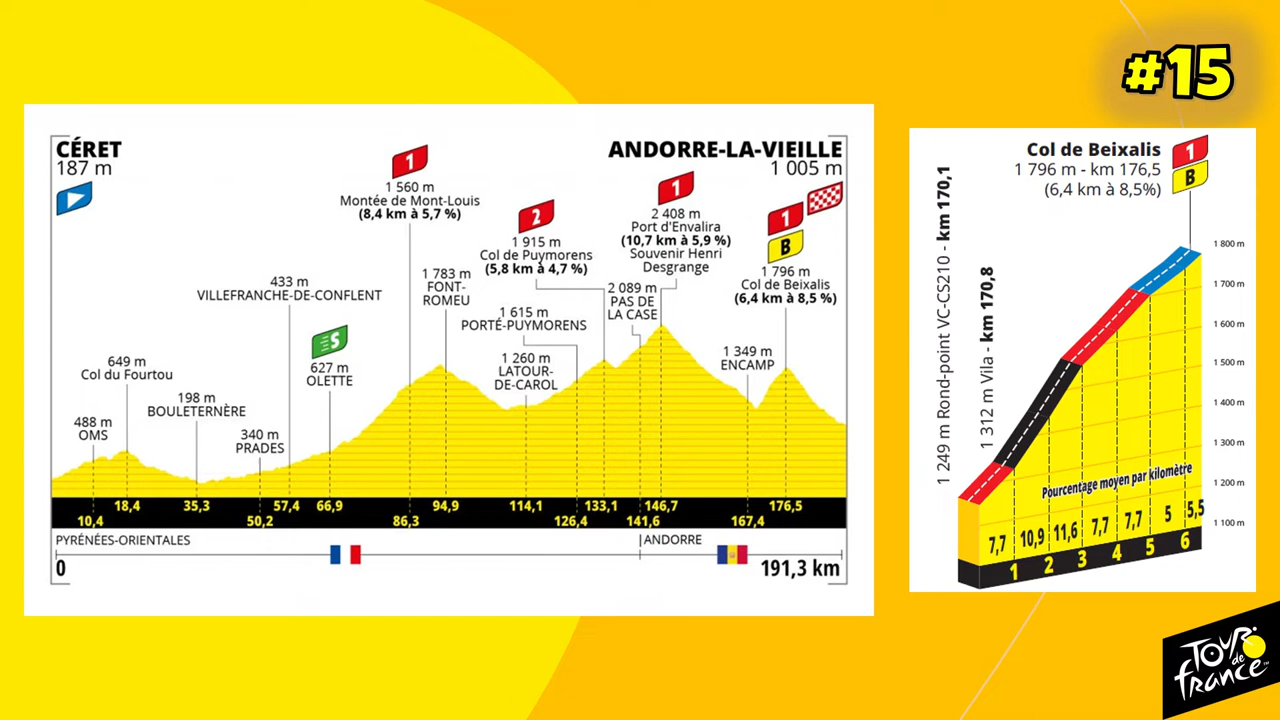 #15
CÉRET
187 m
ANDORRE-LA-VIEILLE
1 005 m
1
1 560 m
Montée de Mont-Louis
(8,4 km à 5,7 %)
2
1 915 m
Col de Puymorens
(5,8 km à 4,7 %)
1
2 408 m
Port d'Envalira
(10,7 km à 5,9 %)
Souvenir Henri
Desgrange
1
B
1 796 m
Col de Beixalis
(6,4 km à 8,5 %)
433 m
VILLEFRANCHE-DE-CONFLENT
1 783 m
FONT-
ROMEU
2 089 m
PAS DE
LA CASE
1 615 m
PORTÉ-PUYMORENS
S
627 m
OLETTE
649 m
Col du Fourtou
1 260 m
LATOUR-
DE-CAROL
1 349 m
ENCAMP
198 m
BOULETERNÈRE
488 m
OMS
340 m
PRADES
18,4 35,3 57,4 66,9 94,9 114,1 133,1 146,7 176,5
10,4 50,2 86,3 126,4 141,6 167,4
PYRÉNÉES-ORIENTALES
ANDORRE
0
191,3 km
Col de Beixalis
1 796 m - km 176,5
(6,4 km à 8,5%)
1
B
1 249 m Rond-point VC-CS210 - km 170,1
1 312 m Vila - km 170,8
1 800 m
1 700 m
1 600 m
1 500 m
1 400 m
1 300 m
1 200 m
1 100 m
Pourcentage moyen par kilomètre
7,7 10,9 11,6 7,7 7,7 5 5,5
1 2 3 4 5 6
TOUR
de
france